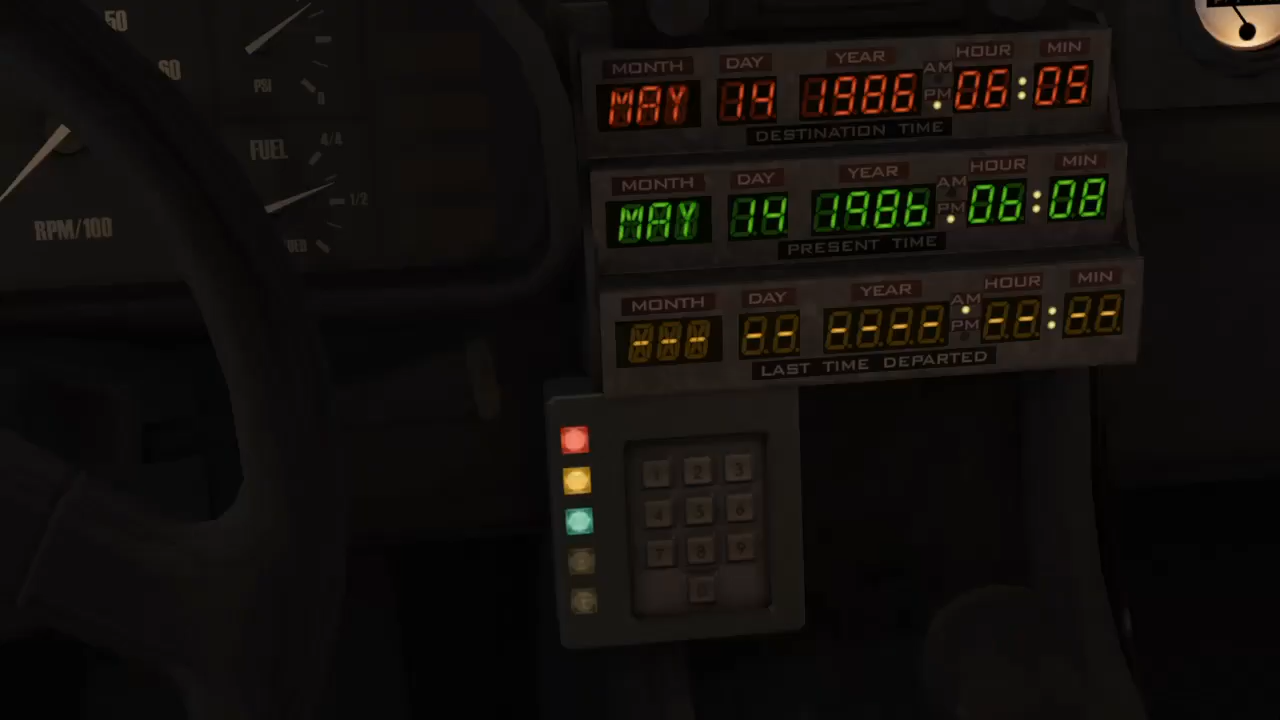 50
60
PSI
0
FUEL
4/4
1/2
RPM/100
MONTH DAY YEAR AM HOUR MIN
MAY 14 1986 PM 06:05
DESTINATION TIME
MONTH DAY YEAR AM HOUR MIN
MAY 14 1986 PM 06:08
PRESENT TIME
MONTH DAY YEAR AM HOUR MIN
--- -- ---- PM --:--
LAST TIME DEPARTED
1 2 3
4 5 6
7 8 9
0